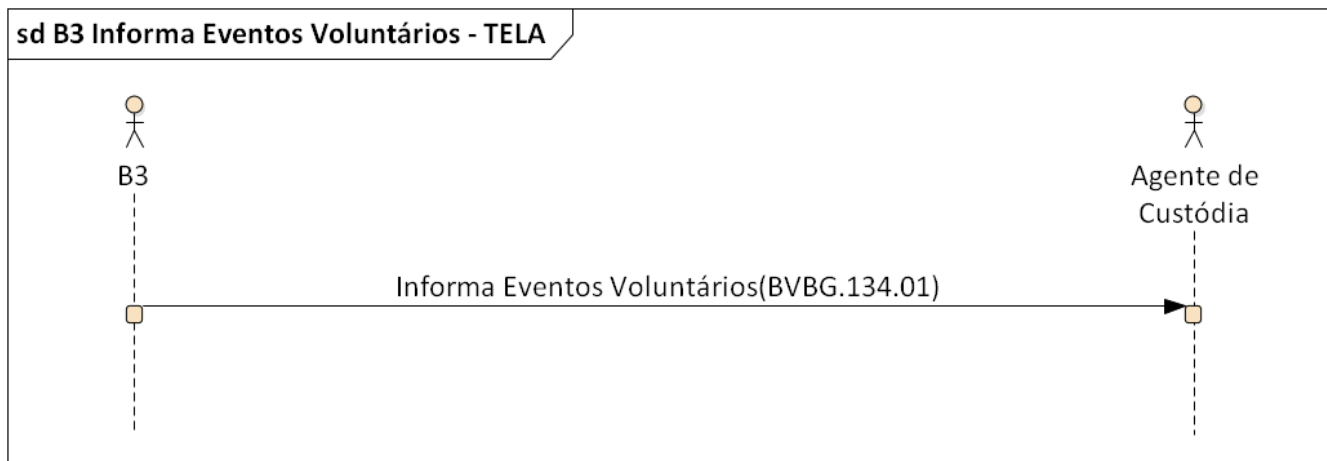 sd B3 Informa Eventos Voluntários - TELA
B3
Agente de
Custódia
Informa Eventos Voluntários(BVBG.134.01)